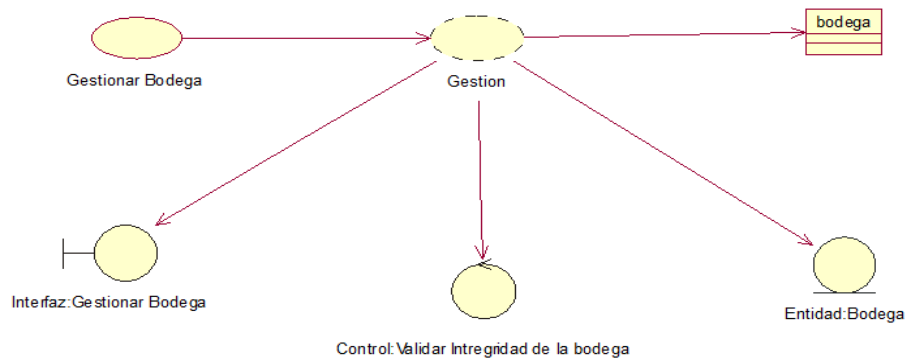 bodega
Gestionar Bodega
Gestion
Interfaz:Gestionar Bodega
Entidad:Bodega
Control:Validar Intregridad de la bodega